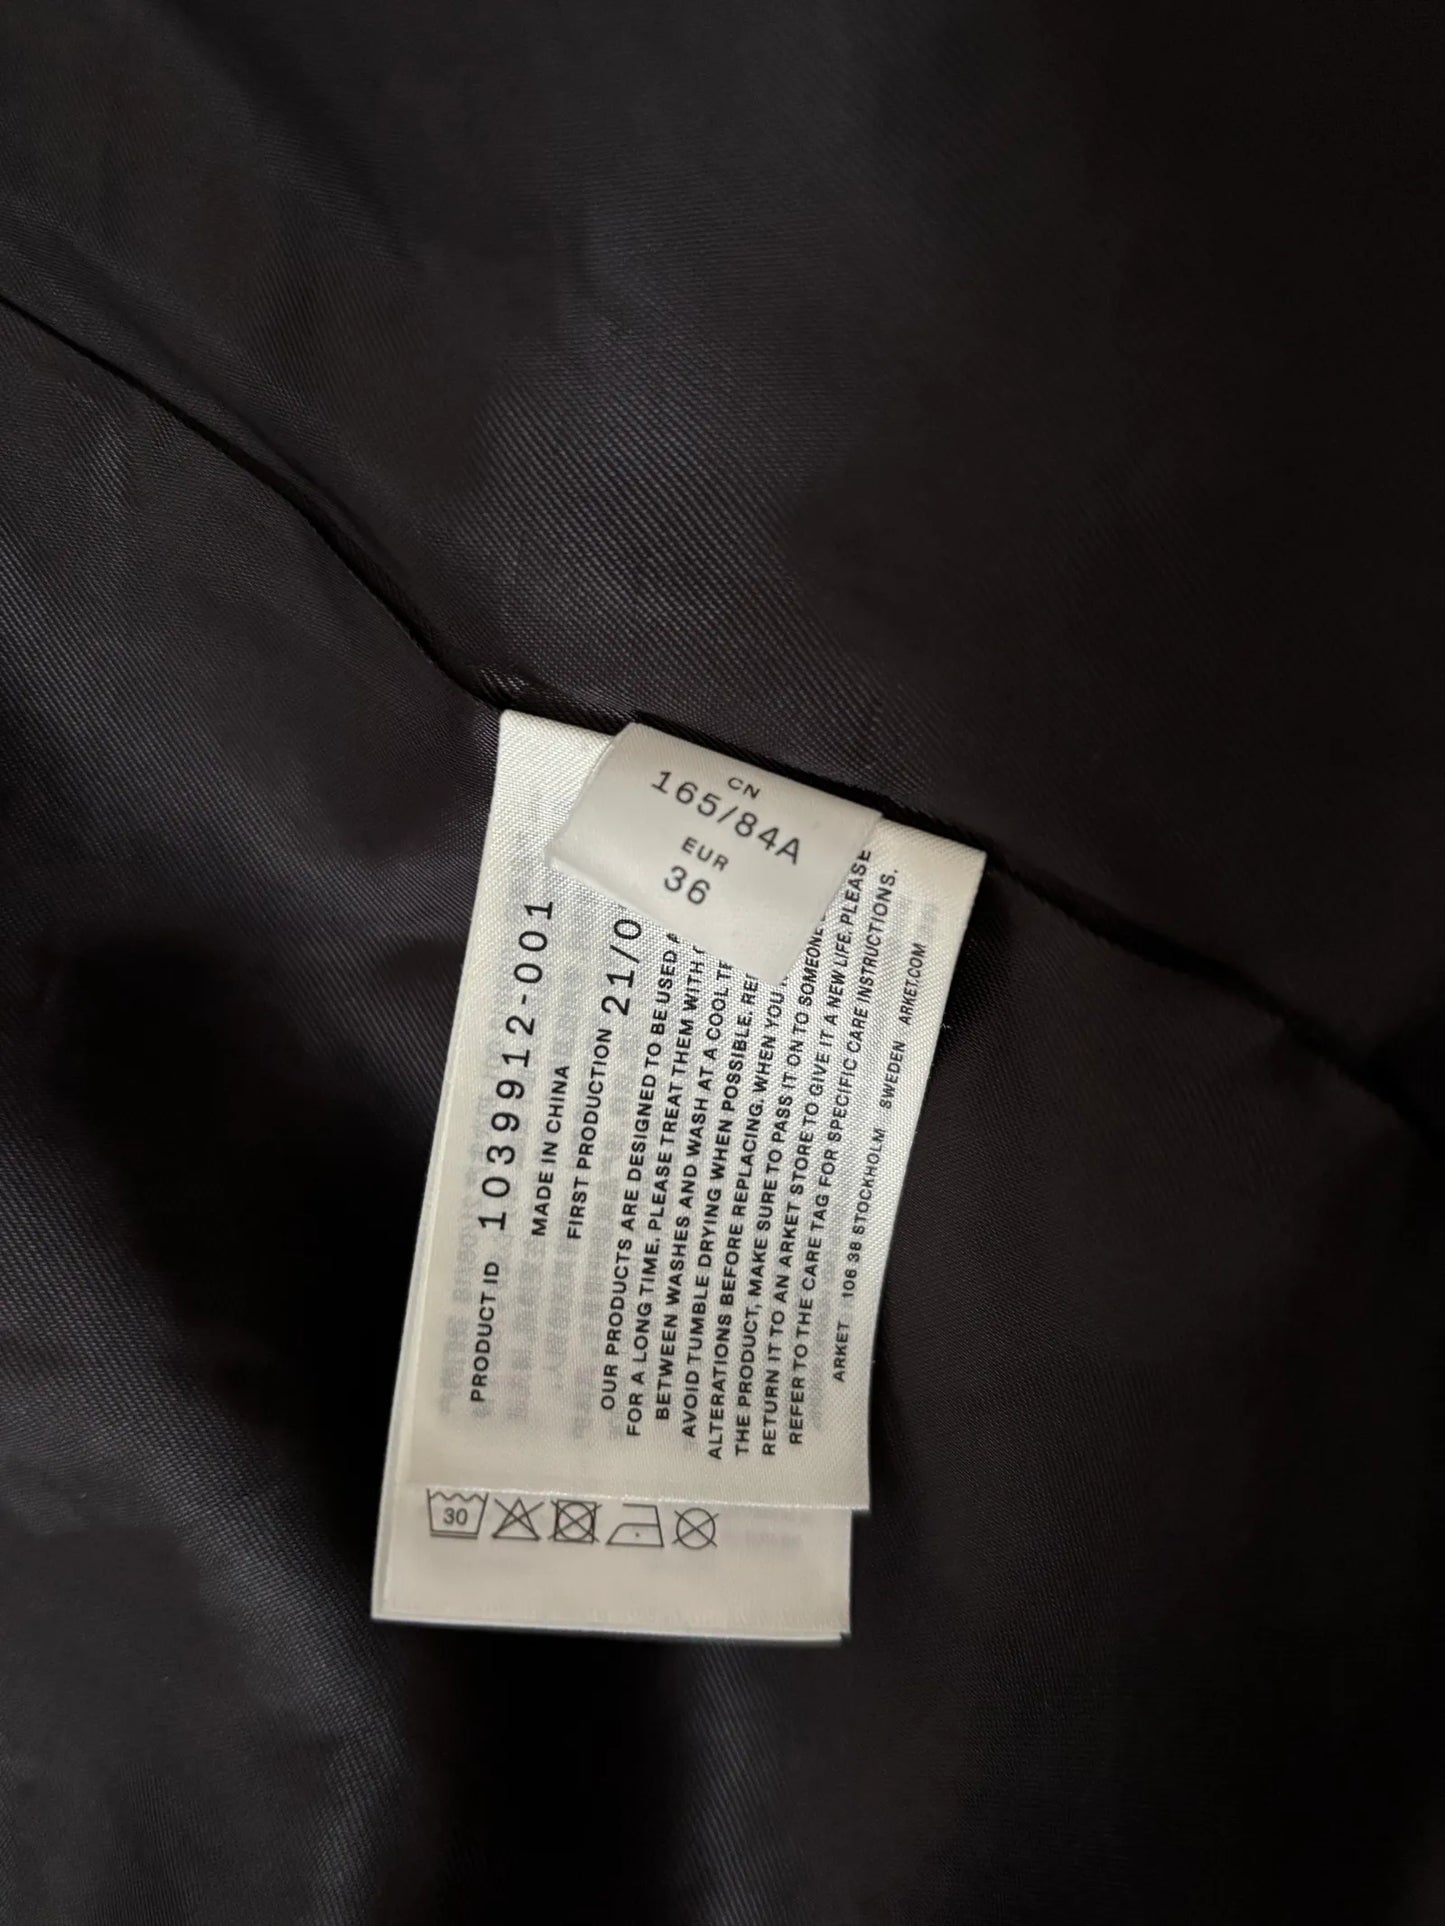 CN
165/84A
EUR
36
PRODUCT ID 1039912-001
MADE IN CHINA
FIRST PRODUCTION 21/0
OUR PRODUCTS ARE DESIGNED TO BE USED
FOR A LONG TIME, PLEASE TREAT THEM WITH
BETWEEN WASHES AND WASH AT A COOL
AVOID TUMBLE DRYING WHEN POSSIBLE.
ALTERATIONS BEFORE REPLACING. WHEN YOU
THE PRODUCT, MAKE SURE TO PASS IT ON TO
RETURN IT TO AN ARKET STORE TO GIVE IT A NEW LIFE. PLEASE
REFER TO THE CARE TAG FOR SPECIFIC CARE INSTRUCTIONS.
ARKET 106 38 STOCKHOLM SWEDEN ARKET.COM
30